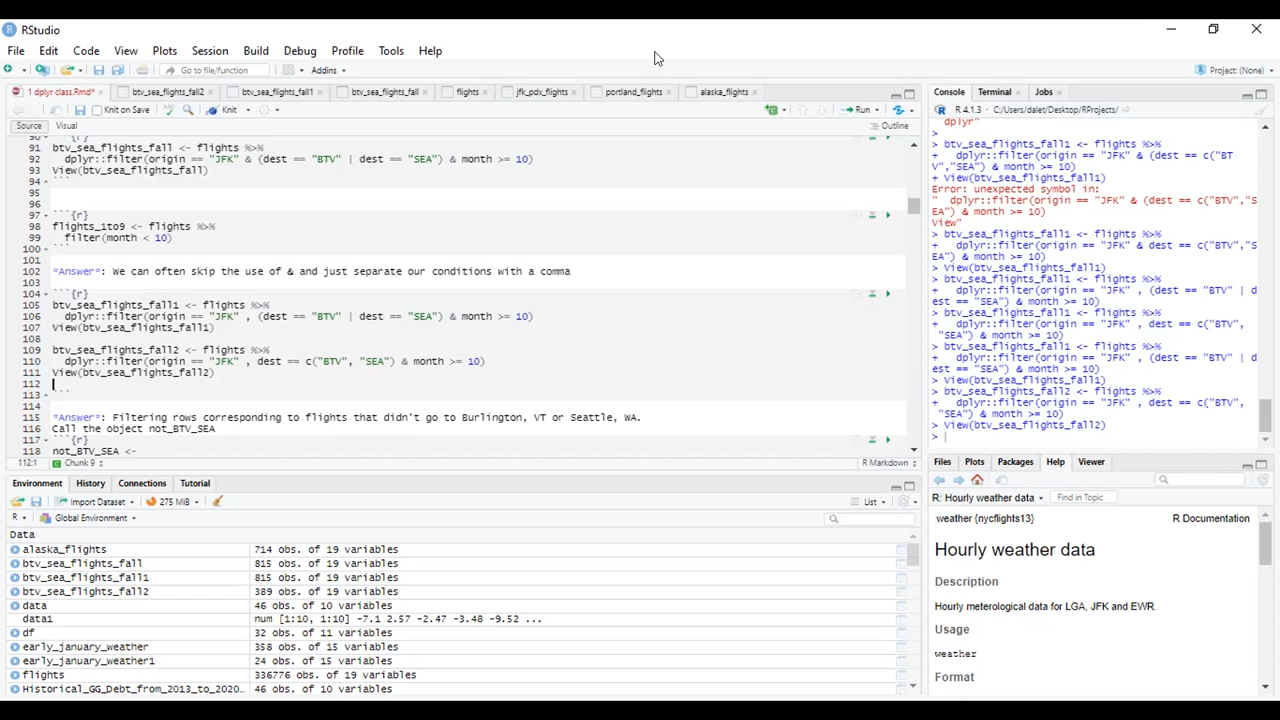 RStudio
File Edit Code View Plots Session Build Debug Profile Tools Help
Go to file/function Addins Project: (None)
1 dplyr class.Rmd* btv_sea_flights_fall2 btv_sea_flights_fall1 btv_sea_flights_fall flights jfk_pdx_flights portland_flights alaska_flights
Knit on Save Knit Run
Source Visual Outline
90 ```{r}
91 btv_sea_flights_fall <- flights %>%
92 dplyr::filter(origin == "JFK" & (dest == "BTV" | dest == "SEA") & month >= 10)
93 View(btv_sea_flights_fall)
94 ```
95
96
97 ```{r}
98 flights_1to9 <- flights %>%
99 filter(month < 10)
100 ```
101
102 *Answer*: We can often skip the use of & and just separate our conditions with a comma
103
104 ```{r}
105 btv_sea_flights_fall1 <- flights %>%
106 dplyr::filter(origin == "JFK" , (dest == "BTV" | dest == "SEA") & month >= 10)
107 View(btv_sea_flights_fall1)
108
109 btv_sea_flights_fall2 <- flights %>%
110 dplyr::filter(origin == "JFK" , dest == c("BTV", "SEA") & month >= 10)
111 View(btv_sea_flights_fall2)
112
113 ```
114
115 *Answer*: Filtering rows corresponding to flights that didn't go to Burlington, VT or Seattle, WA.
116 Call the object not_BTV_SEA
117 ```{r}
118 not_BTV_SEA <-
112:1 Chunk 9 R Markdown
Environment History Connections Tutorial
Import Dataset 275 MiB List
R Global Environment
Data
alaska_flights 714 obs. of 19 variables
btv_sea_flights_fall 815 obs. of 19 variables
btv_sea_flights_fall1 815 obs. of 19 variables
btv_sea_flights_fall2 389 obs. of 19 variables
data 46 obs. of 10 variables
data1 num [1:10, 1:10] -7.1 2.57 -2.47 -3.48 -9.52 ...
df 32 obs. of 11 variables
early_january_weather 358 obs. of 15 variables
early_january_weather1 24 obs. of 15 variables
flights 336776 obs. of 19 variables
Historical_GG_Debt_from_2013_Q2_2020… 46 obs. of 10 variables
Console Terminal Jobs
R 4.1.3 · C:/Users/dalet/Desktop/RProjects/
dplyr"
>
> btv_sea_flights_fall1 <- flights %>%
+ dplyr::filter(origin == "JFK" & (dest == c("BT
V","SEA") & month >= 10)
+ View(btv_sea_flights_fall1)
Error: unexpected symbol in:
" dplyr::filter(origin == "JFK" & (dest == c("BTV","S
EA") & month >= 10)
View"
> btv_sea_flights_fall1 <- flights %>%
+ dplyr::filter(origin == "JFK" & dest == c("BTV","S
EA") & month >= 10)
> View(btv_sea_flights_fall1)
> btv_sea_flights_fall1 <- flights %>%
+ dplyr::filter(origin == "JFK" , (dest == "BTV" | d
est == "SEA") & month >= 10)
> btv_sea_flights_fall1 <- flights %>%
+ dplyr::filter(origin == "JFK" , dest == c("BTV",
"SEA") & month >= 10)
> btv_sea_flights_fall1 <- flights %>%
+ dplyr::filter(origin == "JFK" , (dest == "BTV" | d
est == "SEA") & month >= 10)
> View(btv_sea_flights_fall1)
> btv_sea_flights_fall2 <- flights %>%
+ dplyr::filter(origin == "JFK" , dest == c("BTV",
"SEA") & month >= 10)
> View(btv_sea_flights_fall2)
>
Files Plots Packages Help Viewer
R: Hourly weather data Find in Topic
weather {nycflights13} R Documentation
Hourly weather data
Description
Hourly meterological data for LGA, JFK and EWR.
Usage
weather
Format